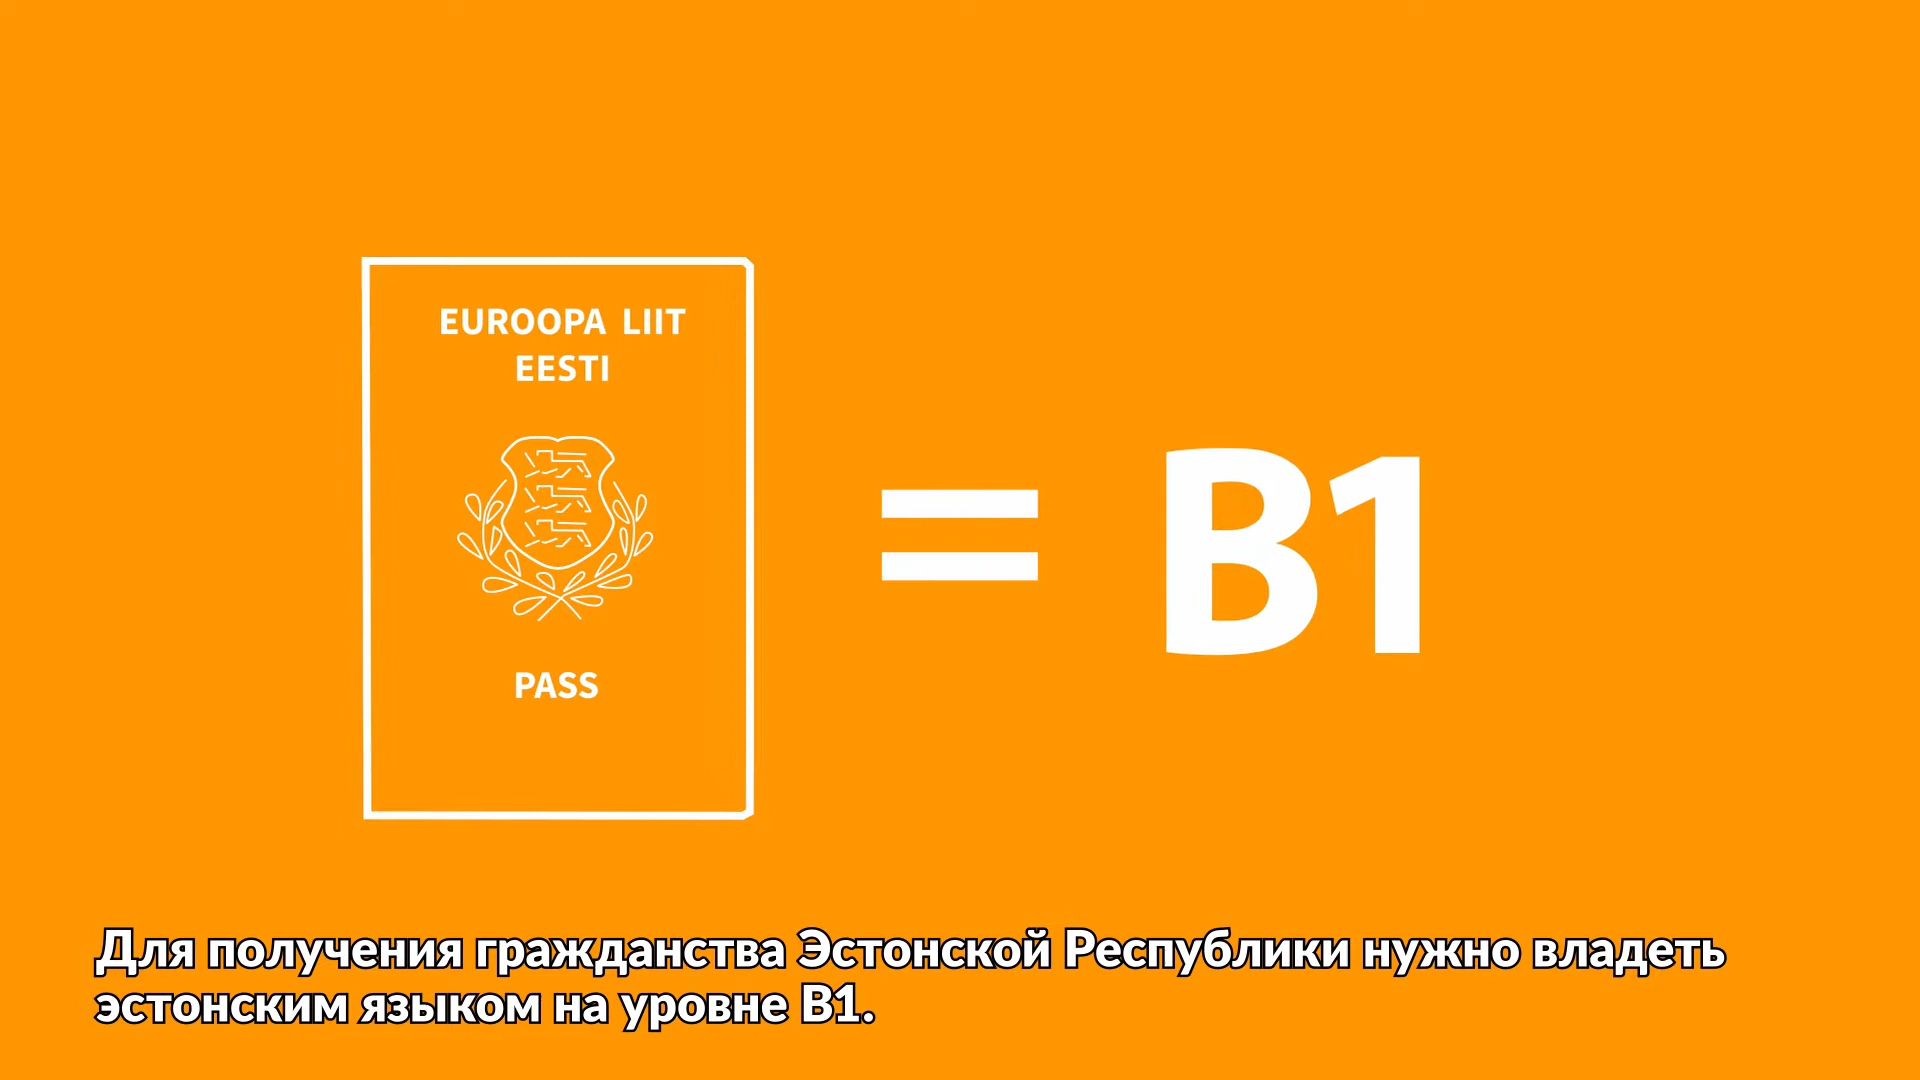 EUROOPA LIIT
EESTI
PASS
= B1
Для получения гражданства Эстонской Республики нужно владеть
эстонским языком на уровне B1.